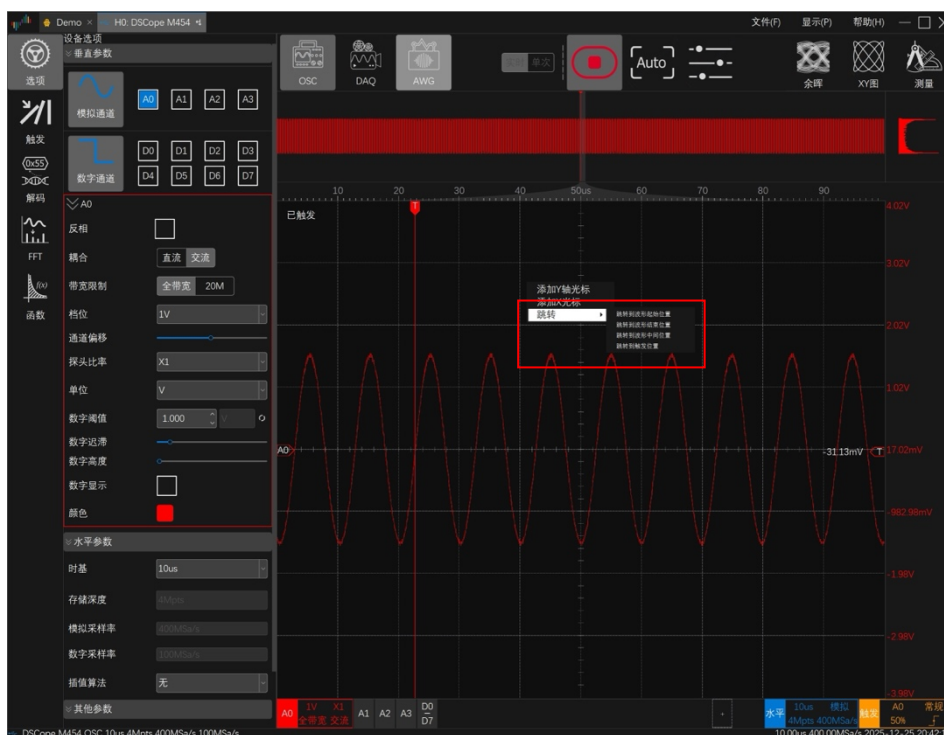 Demo × H0: DSCope M454
文件(F) 显示(P) 帮助(H)
设备选项
垂直参数
选项
触发
0x55
解码
FFT
f(x)
函数
模拟通道
A0 A1 A2 A3
数字通道
D0 D1 D2 D3
D4 D5 D6 D7
A0
反相
耦合 直流 交流
带宽限制 全带宽 20M
档位 1V
通道偏移
探头比率 X1
单位 V
数字阈值 1.000 V
数字迟滞
数字高度
数字显示
颜色
水平参数
时基 10us
存储深度 4Mpts
模拟采样率 400MSa/s
数字采样率 100MSa/s
插值算法 无
其他参数
OSC DAQ AWG
单次
Auto
余晖 XY图 测量
10 20 30 40 50us 60 70 80 90
T
已触发
添加Y轴光标
添加X光标
跳转
跳转到波形起始位置
跳转到波形结束位置
跳转到波形中间位置
跳转到触发位置
4.02V
3.02V
2.02V
1.02V
A0 -31.13mV T 17.02mV
-982.98mV
-1.98V
-2.98V
-3.98V
A0 1V X1
全带宽 交流
A1 A2 A3 D0
D7
水平 10us 模拟
4Mpts 400MSa/s
触发 A0 常规
50%
DSCope M454 OSC 10us 4Mpts 400MSa/s 100MSa/s
10.00us 400.00MSa/s 2025-12-25 20:42: